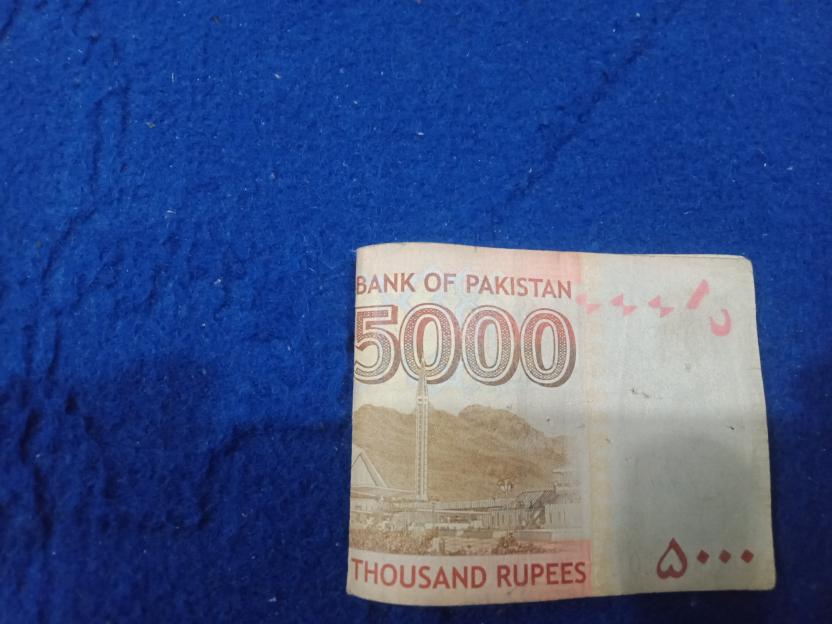 BANK OF PAKISTAN
5000
THOUSAND RUPEES
۵۰۰۰